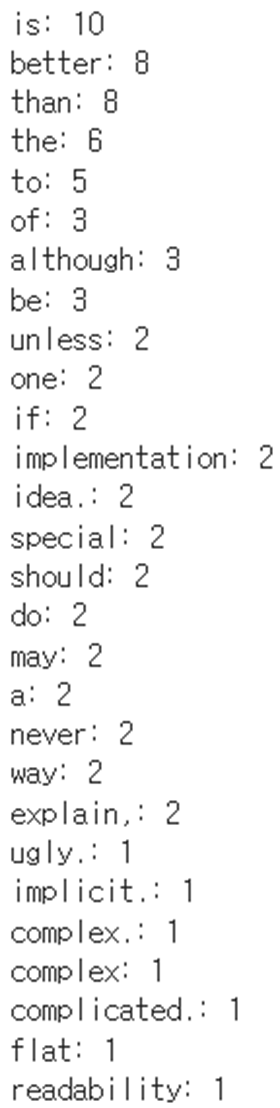 is: 10
better: 8
than: 8
the: 6
to: 5
of: 3
although: 3
be: 3
unless: 2
one: 2
if: 2
implementation: 2
idea.: 2
special: 2
should: 2
do: 2
may: 2
a: 2
never: 2
way: 2
explain,: 2
ugly.: 1
implicit.: 1
complex.: 1
complex: 1
complicated.: 1
flat: 1
readability: 1